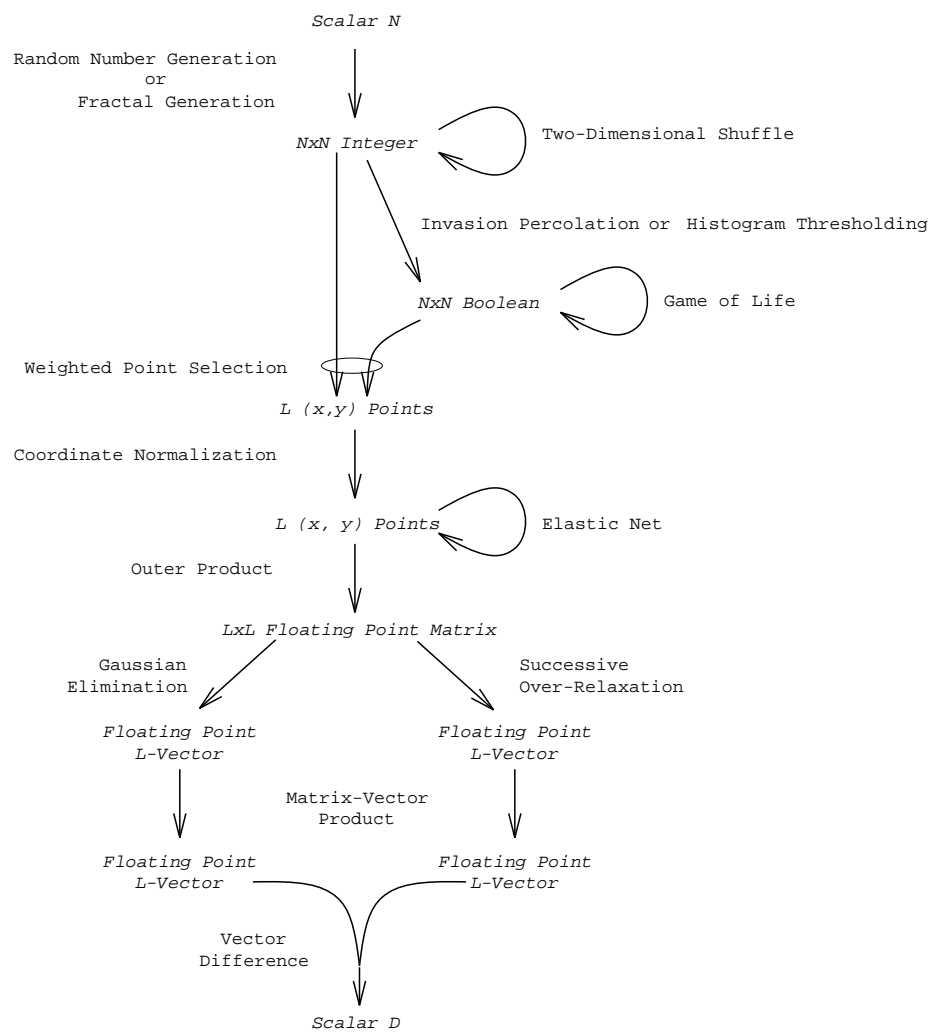 Scalar N
Random Number Generation
or
Fractal Generation
NxN Integer
Two-Dimensional Shuffle
Invasion Percolation or Histogram Thresholding
NxN Boolean
Game of Life
Weighted Point Selection
L (x,y) Points
Coordinate Normalization
L (x, y) Points
Elastic Net
Outer Product
LxL Floating Point Matrix
Gaussian
Elimination
Successive
Over-Relaxation
Floating Point
L-Vector
Floating Point
L-Vector
Matrix-Vector
Product
Floating Point
L-Vector
Floating Point
L-Vector
Vector
Difference
Scalar D